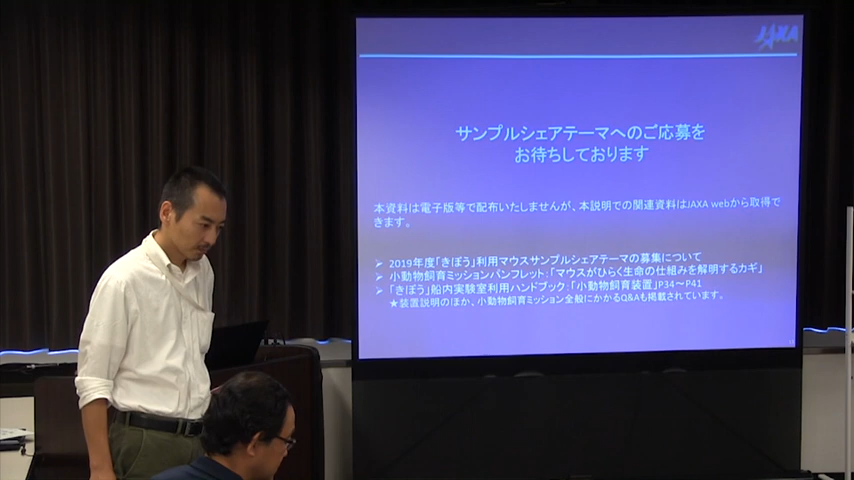 JAXA
サンプルシェアテーマへのご応募を
お待ちしております
本資料は電子版等で配布いたしませんが、本説明での関連資料はJAXA webから取得で
きます。
➢ 2019年度「きぼう」利用マウスサンプルシェアテーマの募集について
➢ 小動物飼育ミッションパンフレット：「マウスがひらく生命の仕組みを解明するカギ」
➢ 「きぼう」船内実験室利用ハンドブック：「小動物飼育装置」P34～P41
★装置説明のほか、小動物飼育ミッション全般にかかるQ&Aも掲載されています。